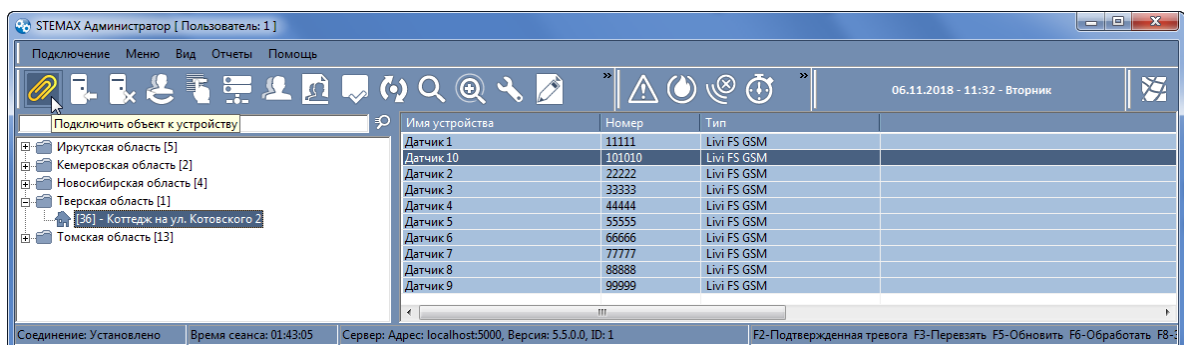 STEMAX Администратор [ Пользователь: 1 ]
Подключение Меню Вид Отчеты Помощь
» » 06.11.2018 - 11:32 - Вторник
Подключить объект к устройству
Имя устройства Номер Тип
Иркутская область [5]
Кемеровская область [2]
Новосибирская область [4]
Тверская область [1]
[36] - Коттедж на ул. Котовского 2
Томская область [13]
Датчик 1 11111 Livi FS GSM
Датчик 10 101010 Livi FS GSM
Датчик 2 22222 Livi FS GSM
Датчик 3 33333 Livi FS GSM
Датчик 4 44444 Livi FS GSM
Датчик 5 55555 Livi FS GSM
Датчик 6 66666 Livi FS GSM
Датчик 7 77777 Livi FS GSM
Датчик 8 88888 Livi FS GSM
Датчик 9 99999 Livi FS GSM
Соединение: Установлено Время сеанса: 01:43:05 Сервер: Адрес: localhost:5000, Версия: 5.5.0.0, ID: 1 F2-Подтвержденная тревога F3-Перевзять F5-Обновить F6-Обработать